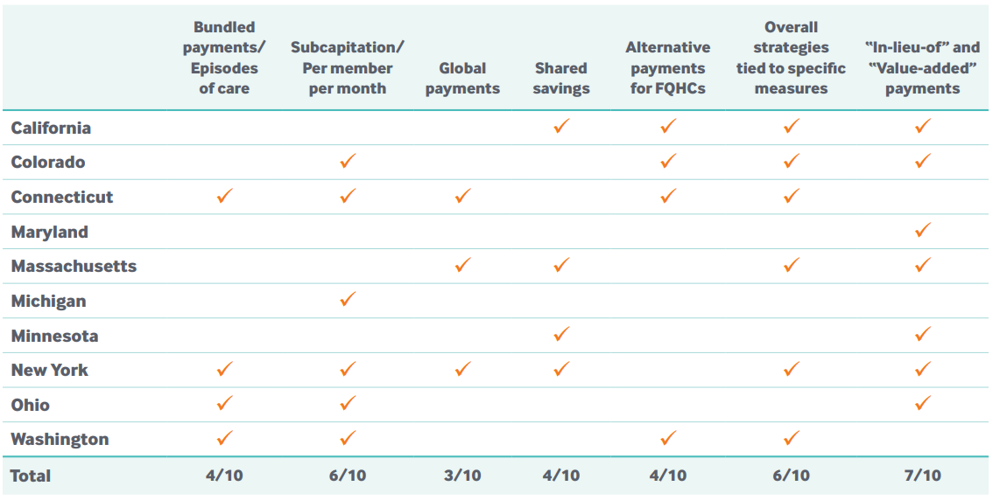 Bundled payments/ Episodes of care
Subcapitation/ Per member per month
Global payments
Shared savings
Alternative payments for FQHCs
Overall strategies tied to specific measures
“In-lieu-of” and “Value-added” payments
California ✓ ✓ ✓ ✓
Colorado ✓ ✓ ✓ ✓
Connecticut ✓ ✓ ✓ ✓ ✓
Maryland ✓
Massachusetts ✓ ✓ ✓ ✓
Michigan ✓
Minnesota ✓ ✓
New York ✓ ✓ ✓ ✓ ✓ ✓
Ohio ✓ ✓ ✓
Washington ✓ ✓ ✓ ✓
Total 4/10 6/10 3/10 4/10 4/10 6/10 7/10